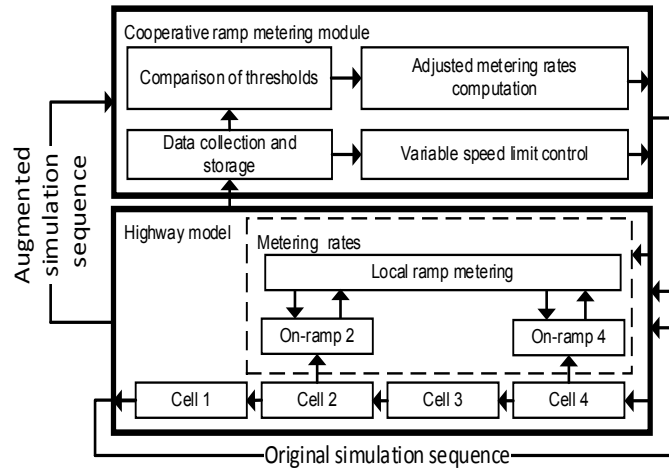 Cooperative ramp metering module
Comparison of thresholds
Adjusted metering rates
computation
Data collection and
storage
Variable speed limit control
Augmented
simulation
sequence
Highway model
Metering rates
Local ramp metering
On-ramp 2
On-ramp 4
Cell 1
Cell 2
Cell 3
Cell 4
Original simulation sequence